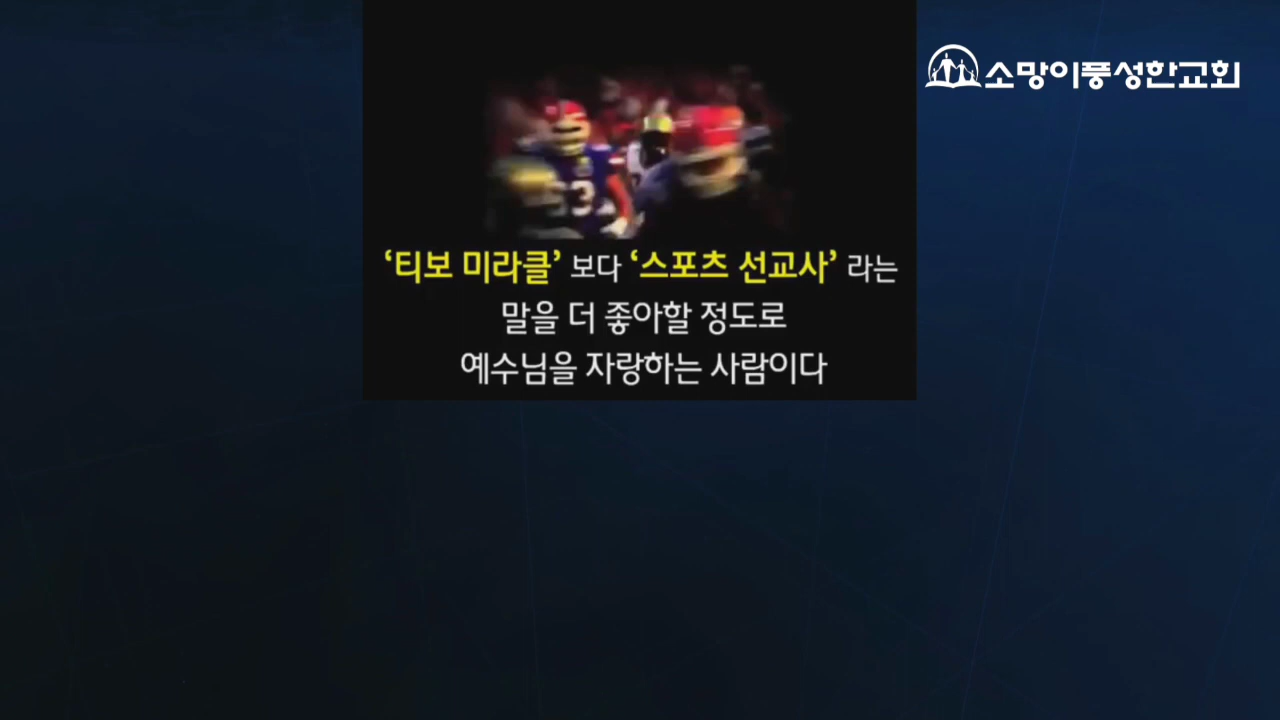 소망이풍성한교회
3
‘티보 미라클’ 보다 ‘스포츠 선교사’ 라는
말을 더 좋아할 정도로
예수님을 자랑하는 사람이다